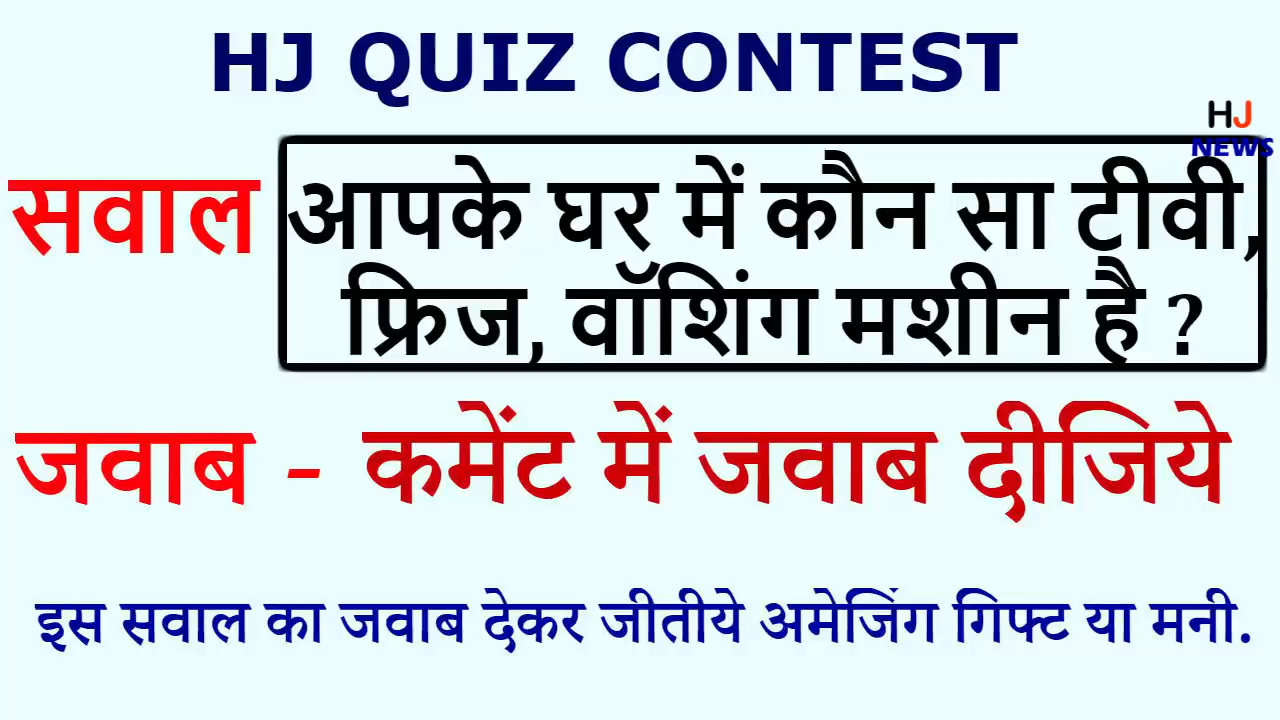 HJ QUIZ CONTEST
HJ
NEWS
सवाल
आपके घर में कौन सा टीवी,
फ्रिज, वॉशिंग मशीन है ?
जवाब - कमेंट में जवाब दीजिये
इस सवाल का जवाब देकर जीतीये अमेजिंग गिफ्ट या मनी.